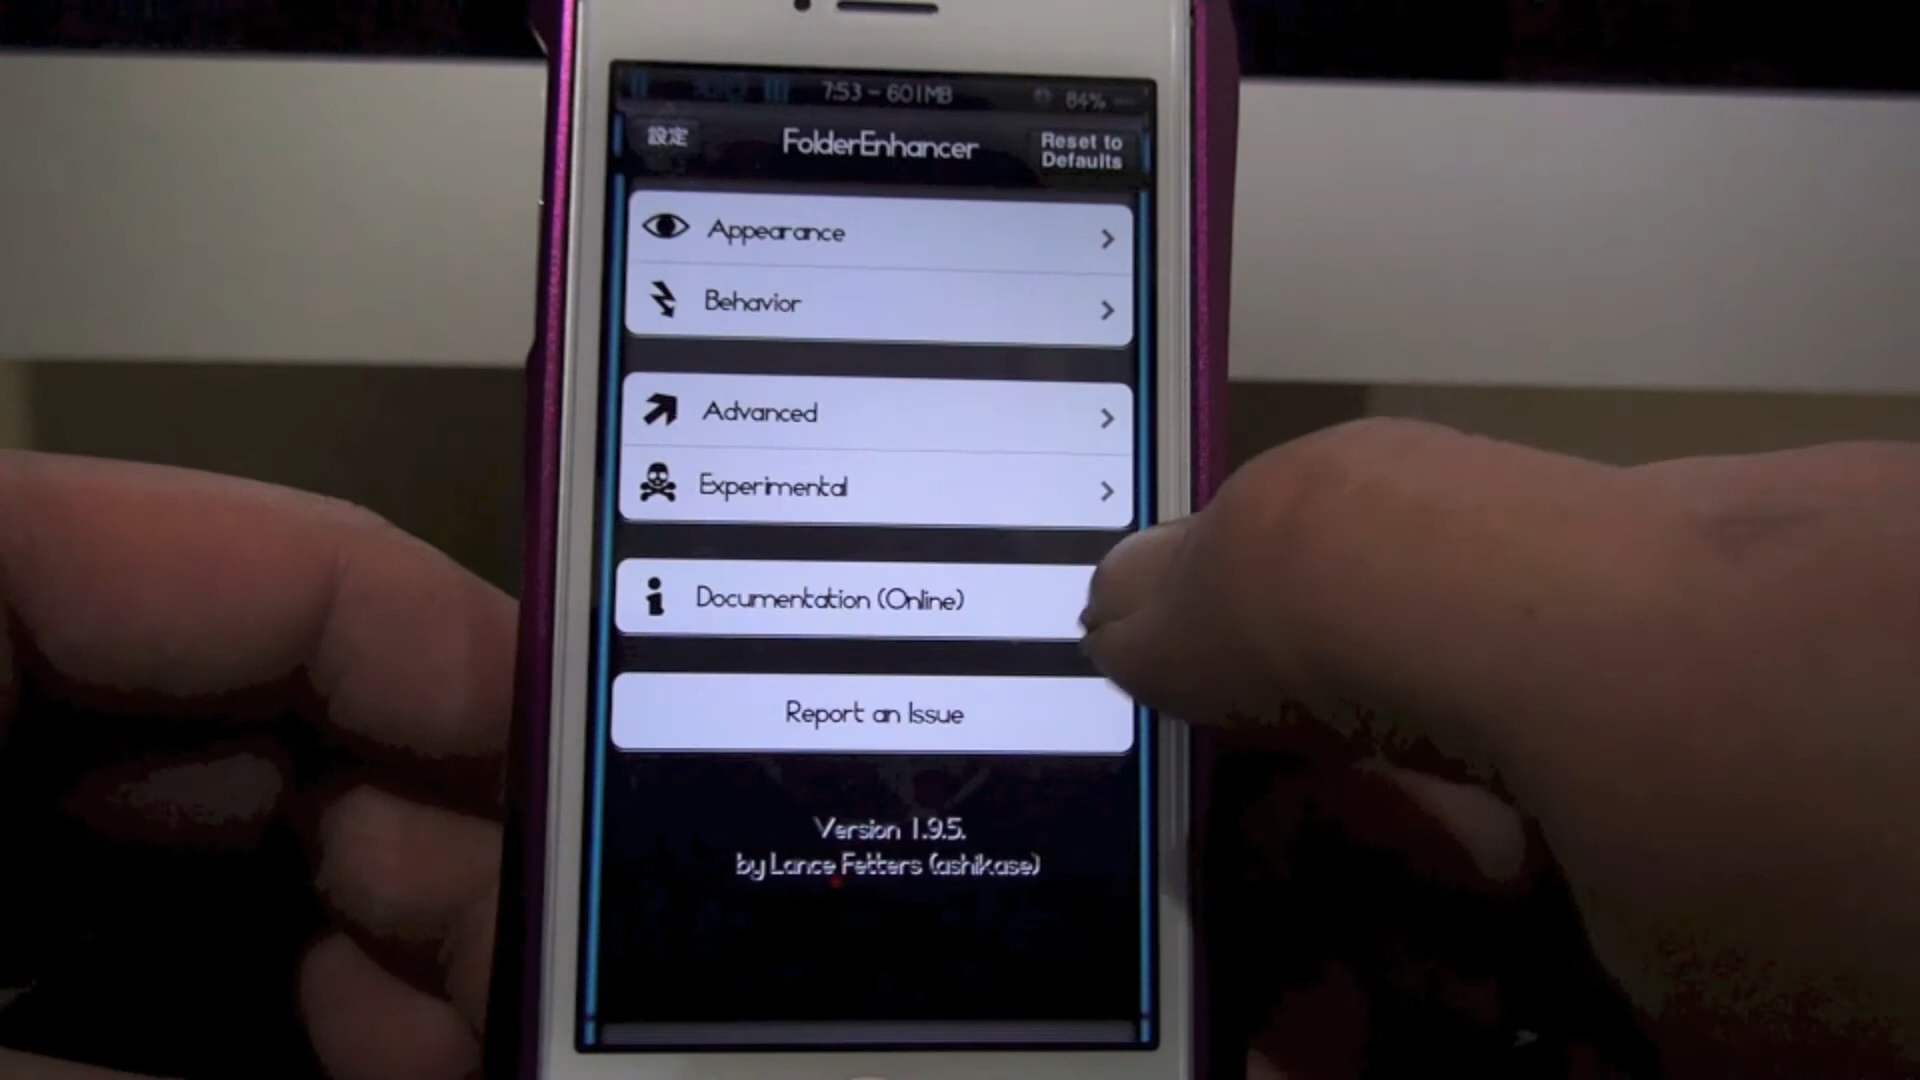 7:53 - 601MB
84%
設定
FolderEnhancer
Reset to
Defaults
Appearance
Behavior
Advanced
Experimental
Documentation (Online)
Report an Issue
Version 1.9.5.
by Lance Fetters (ashikase)